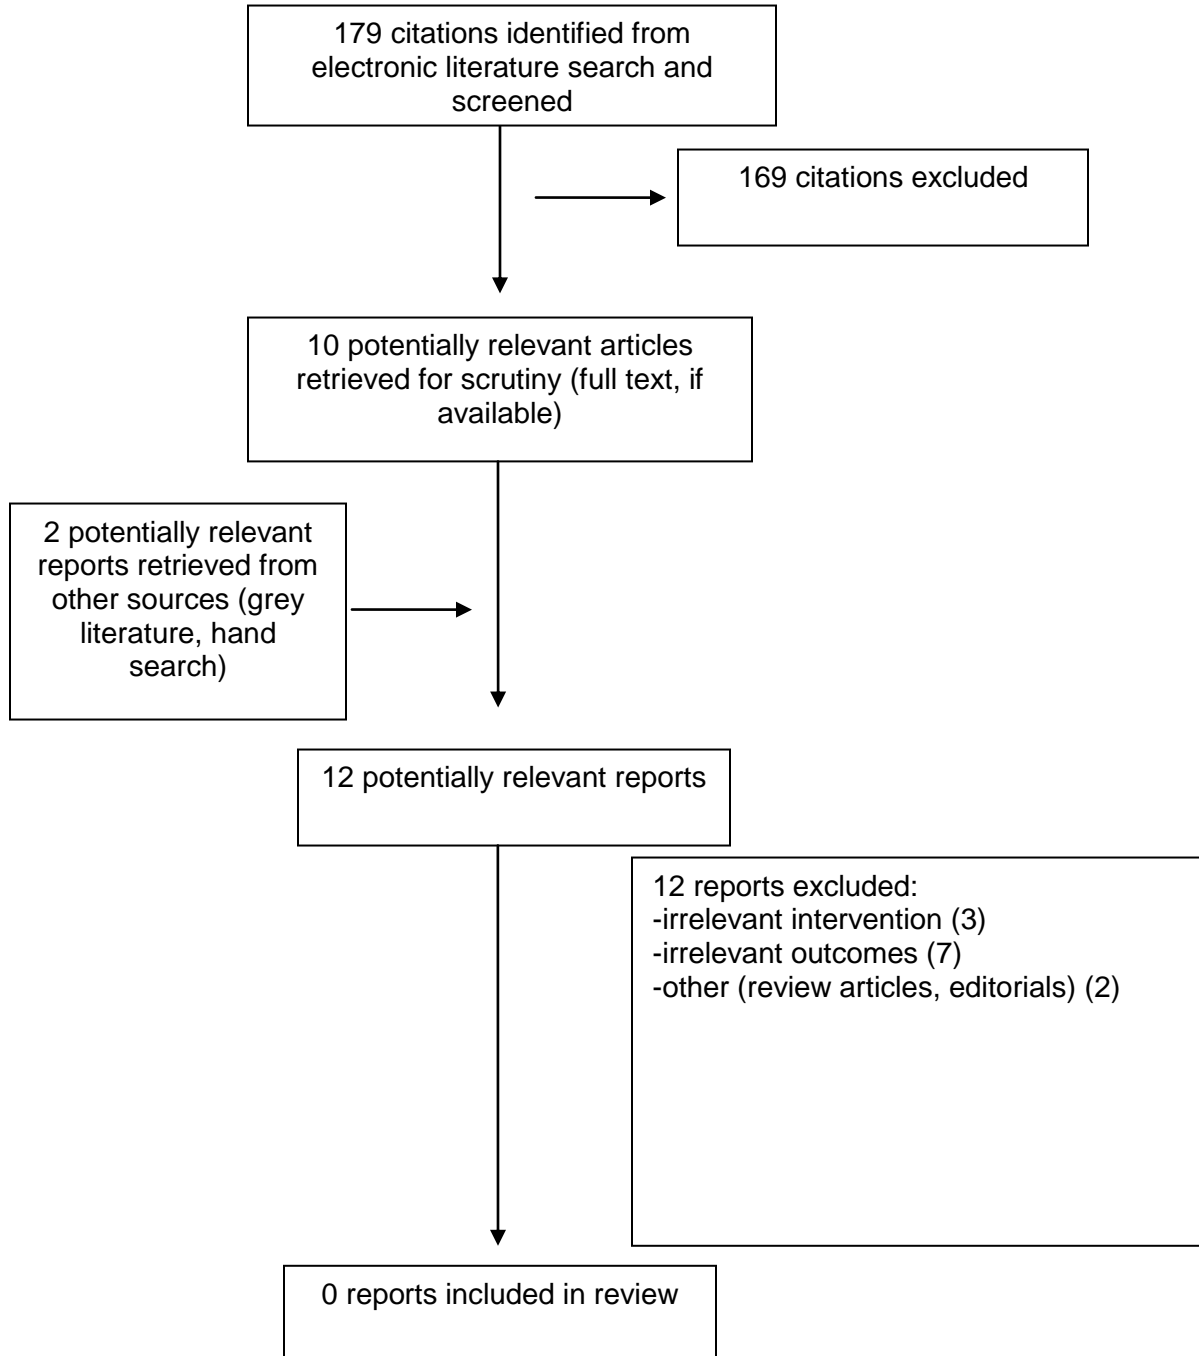 179 citations identified from
electronic literature search and
screened
169 citations excluded
10 potentially relevant articles
retrieved for scrutiny (full text, if
available)
2 potentially relevant
reports retrieved from
other sources (grey
literature, hand
search)
12 potentially relevant reports
12 reports excluded:
-irrelevant intervention (3)
-irrelevant outcomes (7)
-other (review articles, editorials) (2)
0 reports included in review